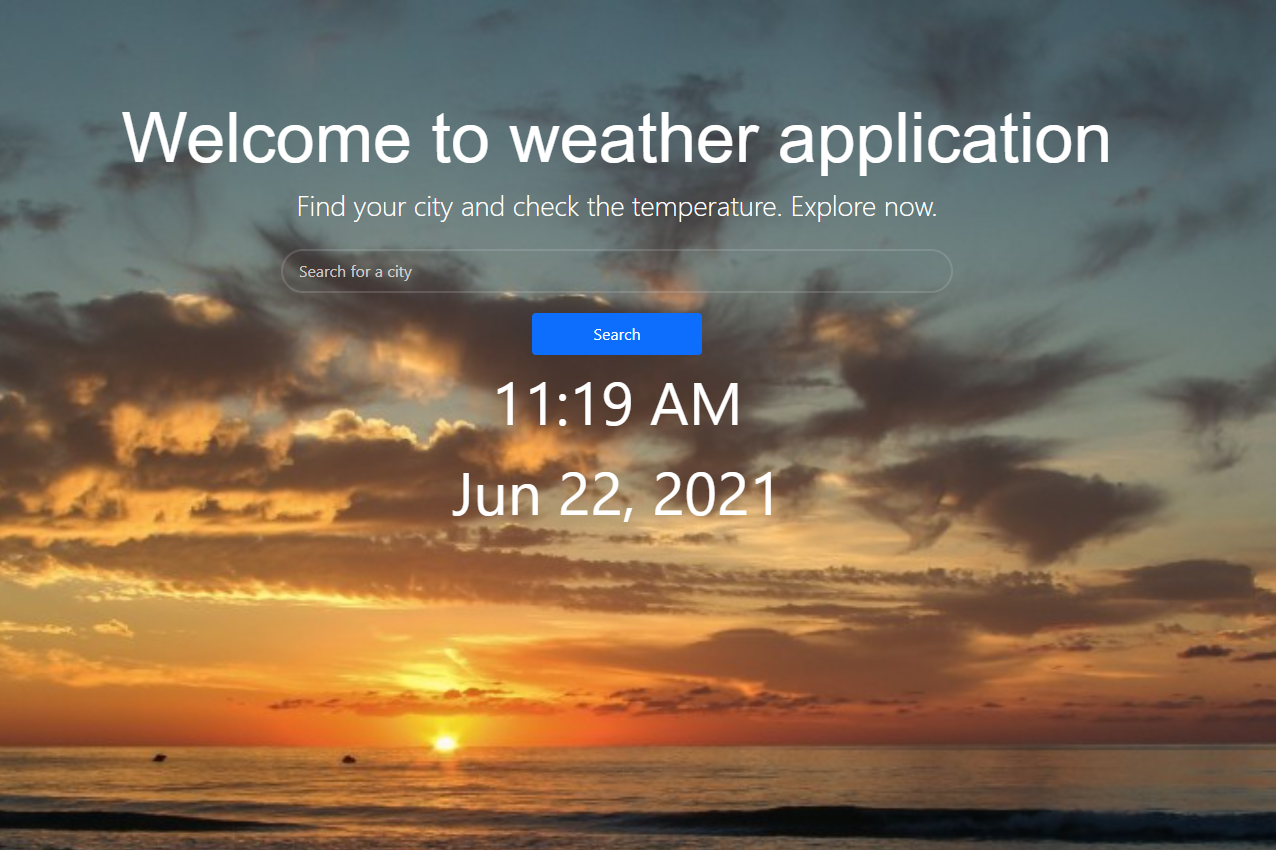 Welcome to weather application
Find your city and check the temperature. Explore now.
Search for a city
Search
11:19 AM
Jun 22, 2021